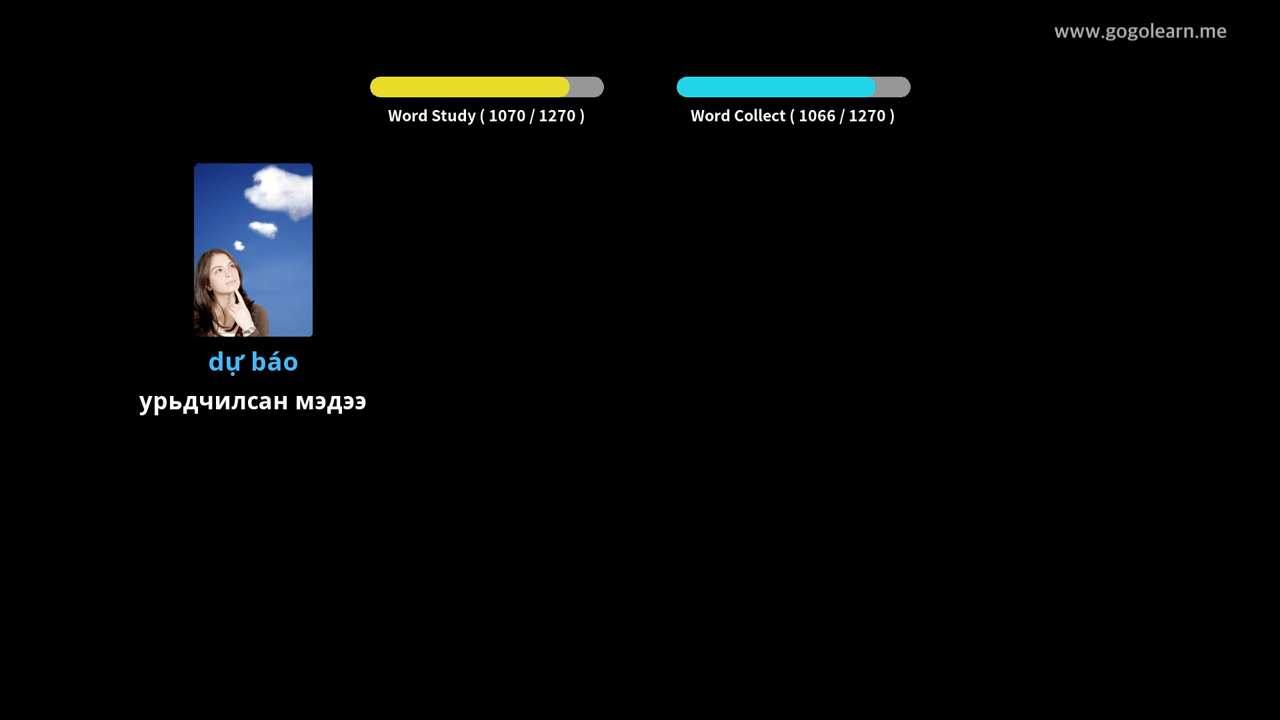 www.gogolearn.me
Word Study ( 1070 / 1270 )
Word Collect ( 1066 / 1270 )
dự báo
урьдчилсан мэдээ